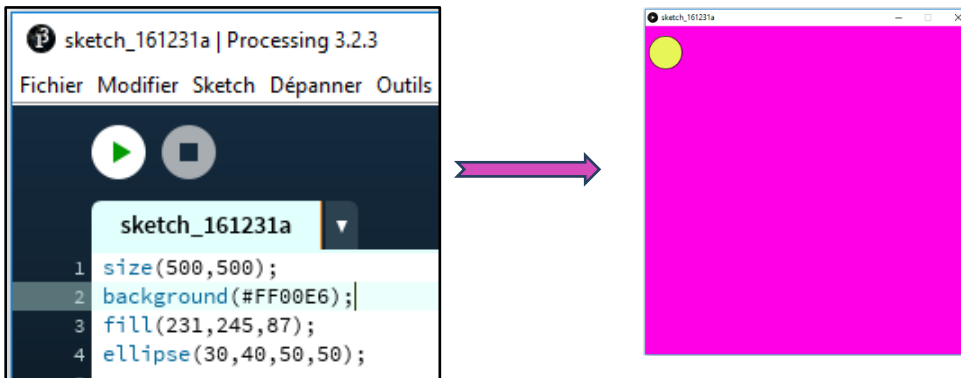 sketch_161231a | Processing 3.2.3
Fichier Modifier Sketch Dépanner Outils
sketch_161231a
1 size(500,500);
2 background(#FF00E6);
3 fill(231,245,87);
4 ellipse(30,40,50,50);
sketch_161231a